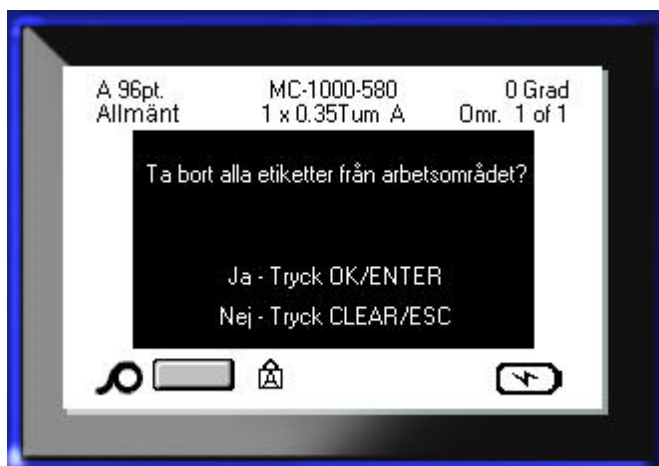 A 96pt. MC-1000-580 0 Grad
Allmänt 1 x 0.35Tum A Omr. 1 of 1
Ta bort alla etiketter från arbetsområdet?
Ja - Tryck OK/ENTER
Nej - Tryck CLEAR/ESC
A